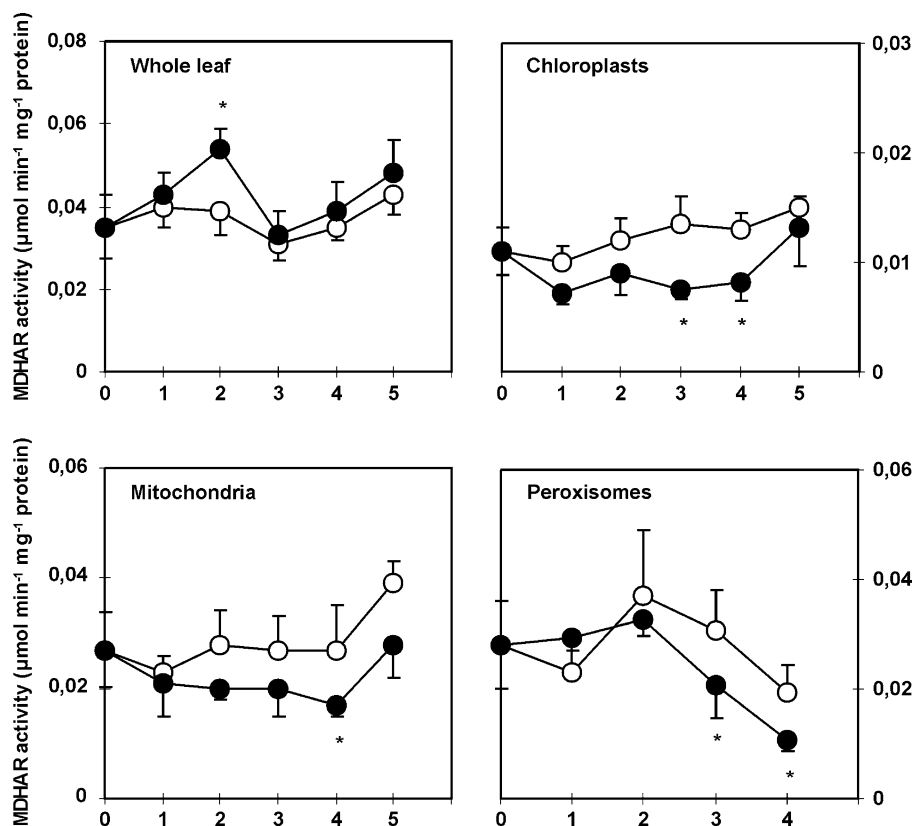 MDHAR activity (µmol min⁻¹ mg⁻¹ protein)
0,08
0,06
0,04
0,02
0
Whole leaf
*
0 1 2 3 4 5
Chloroplasts
* *
0,03
0,02
0,01
0
0 1 2 3 4 5
MDHAR activity (µmol min⁻¹ mg⁻¹ protein)
0,06
0,04
0,02
0
Mitochondria
*
0 1 2 3 4 5
Peroxisomes
*
*
0,06
0,04
0,02
0
0 1 2 3 4